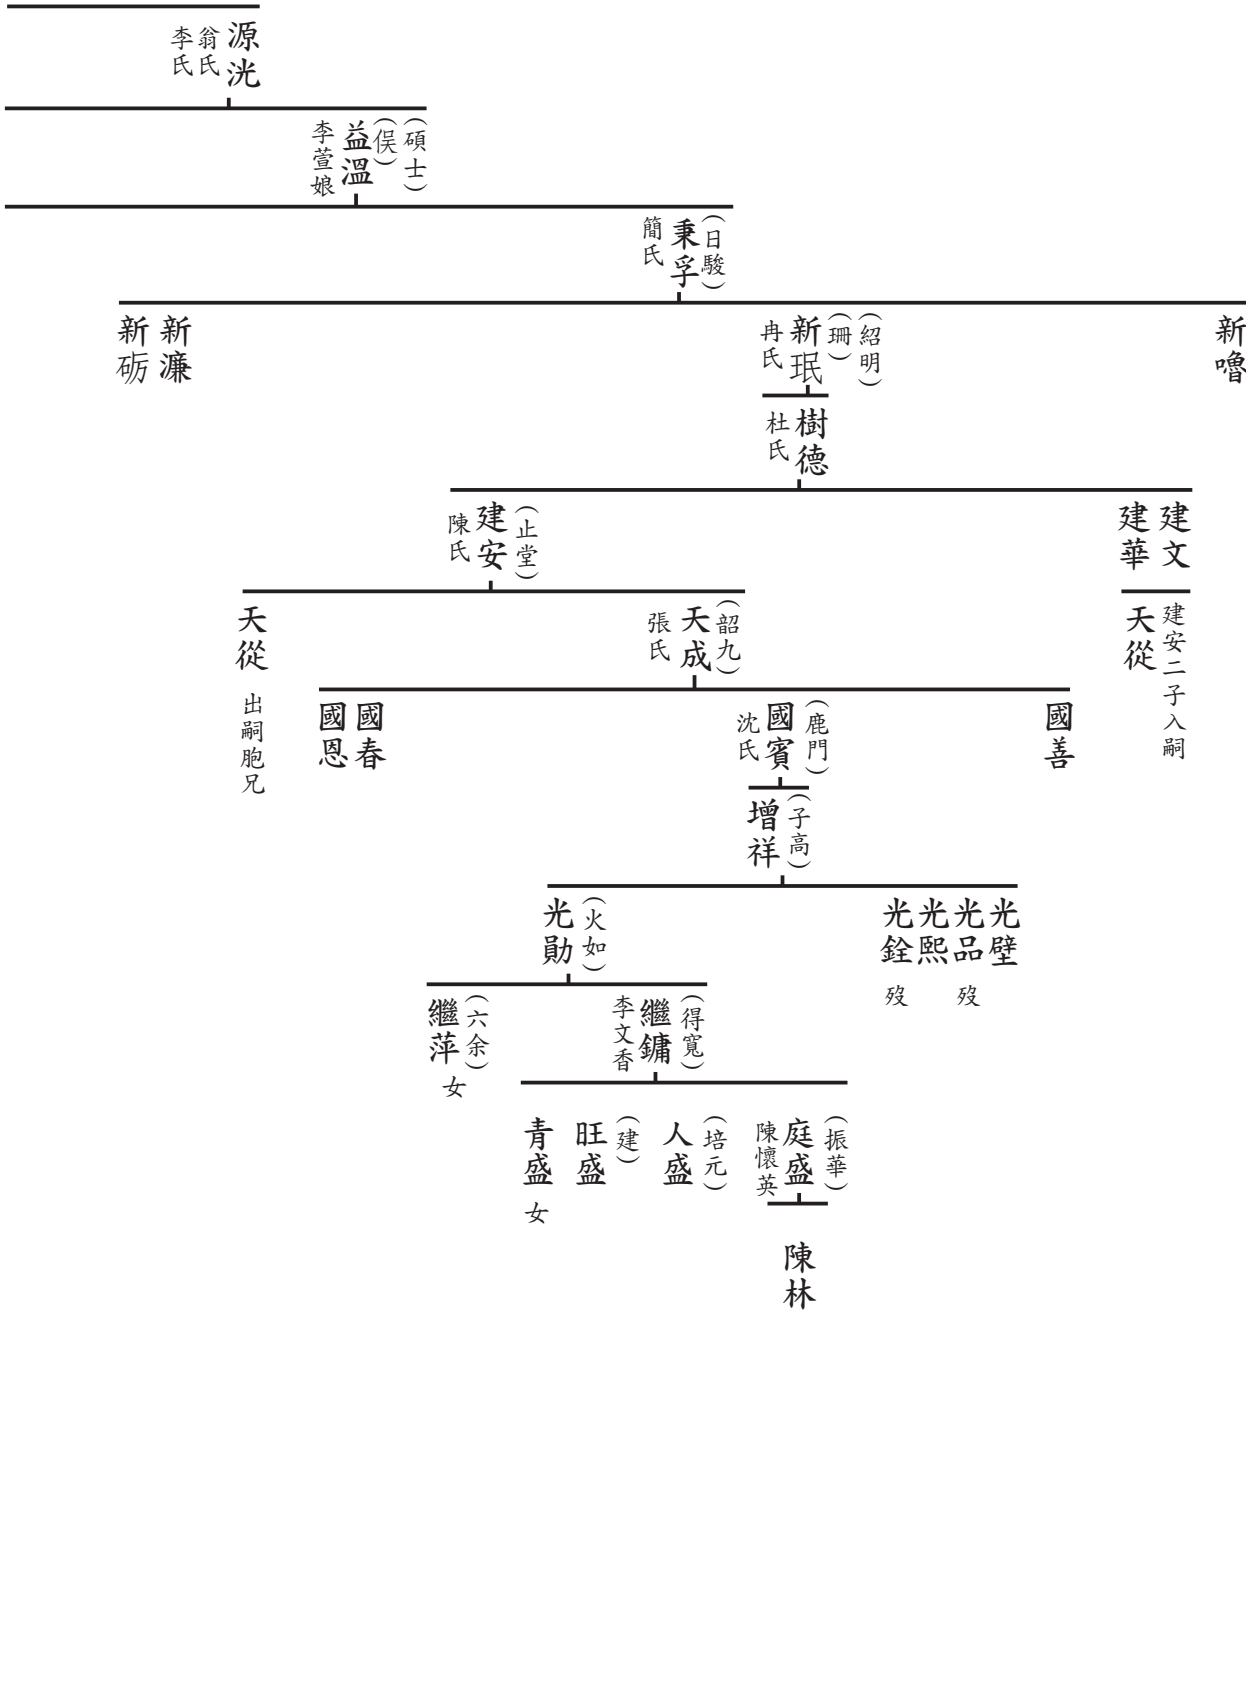 源洸
翁氏
李氏
(碩士)
(俁)
益溫
李萱娘
(日駿)
秉孚
簡氏
新嚕
(紹明)
(珊)
新珉
冉氏
新濂
新砺
樹德
杜氏
建文
建華
(止堂)
建安
陳氏
建安二子入嗣
天從
(韶九)
天成
張氏
天從
出嗣胞兄
國善
(鹿門)
國賓
沈氏
國春
國恩
(子高)
增祥
光壁
光品 歿
光熙
光銓 歿
(火如)
光勛
(得寬)
繼鏞
李文香
(六余)
繼萍
女
(振華)
庭盛
陳懷英
(培元)
人盛
(建)
旺盛
青盛
女
陳林